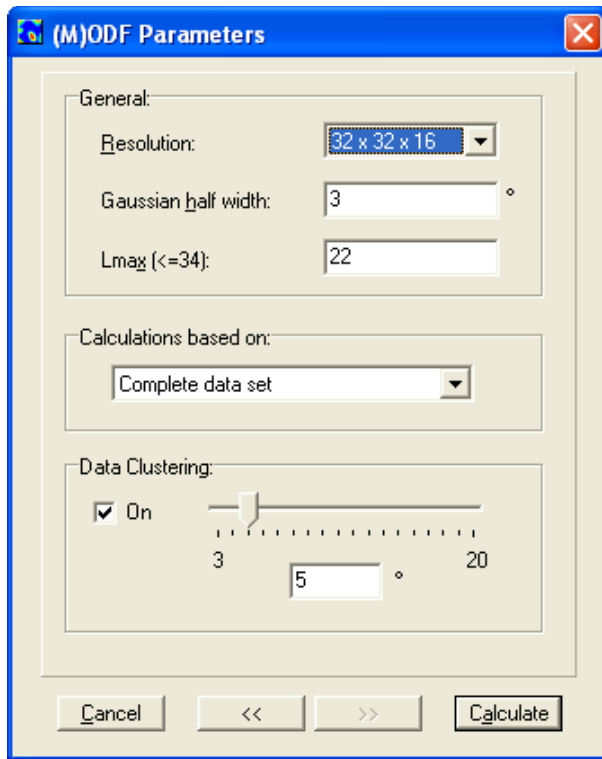 (M)ODF Parameters
General:
Resolution:
32 x 32 x 16
Gaussian half width:
3
°
Lmax (<=34):
22
Calculations based on:
Complete data set
Data Clustering:
On
3
20
5
°
Cancel
<<
>>
Calculate